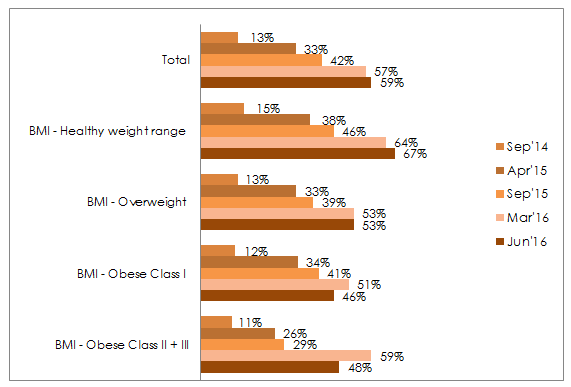 Total
13%
33%
42%
57%
59%
BMI - Healthy weight range
15%
38%
46%
64%
67%
BMI - Overweight
13%
33%
39%
53%
53%
BMI - Obese Class I
12%
34%
41%
51%
46%
BMI - Obese Class II + III
11%
26%
29%
59%
48%
Sep'14
Apr'15
Sep'15
Mar'16
Jun'16